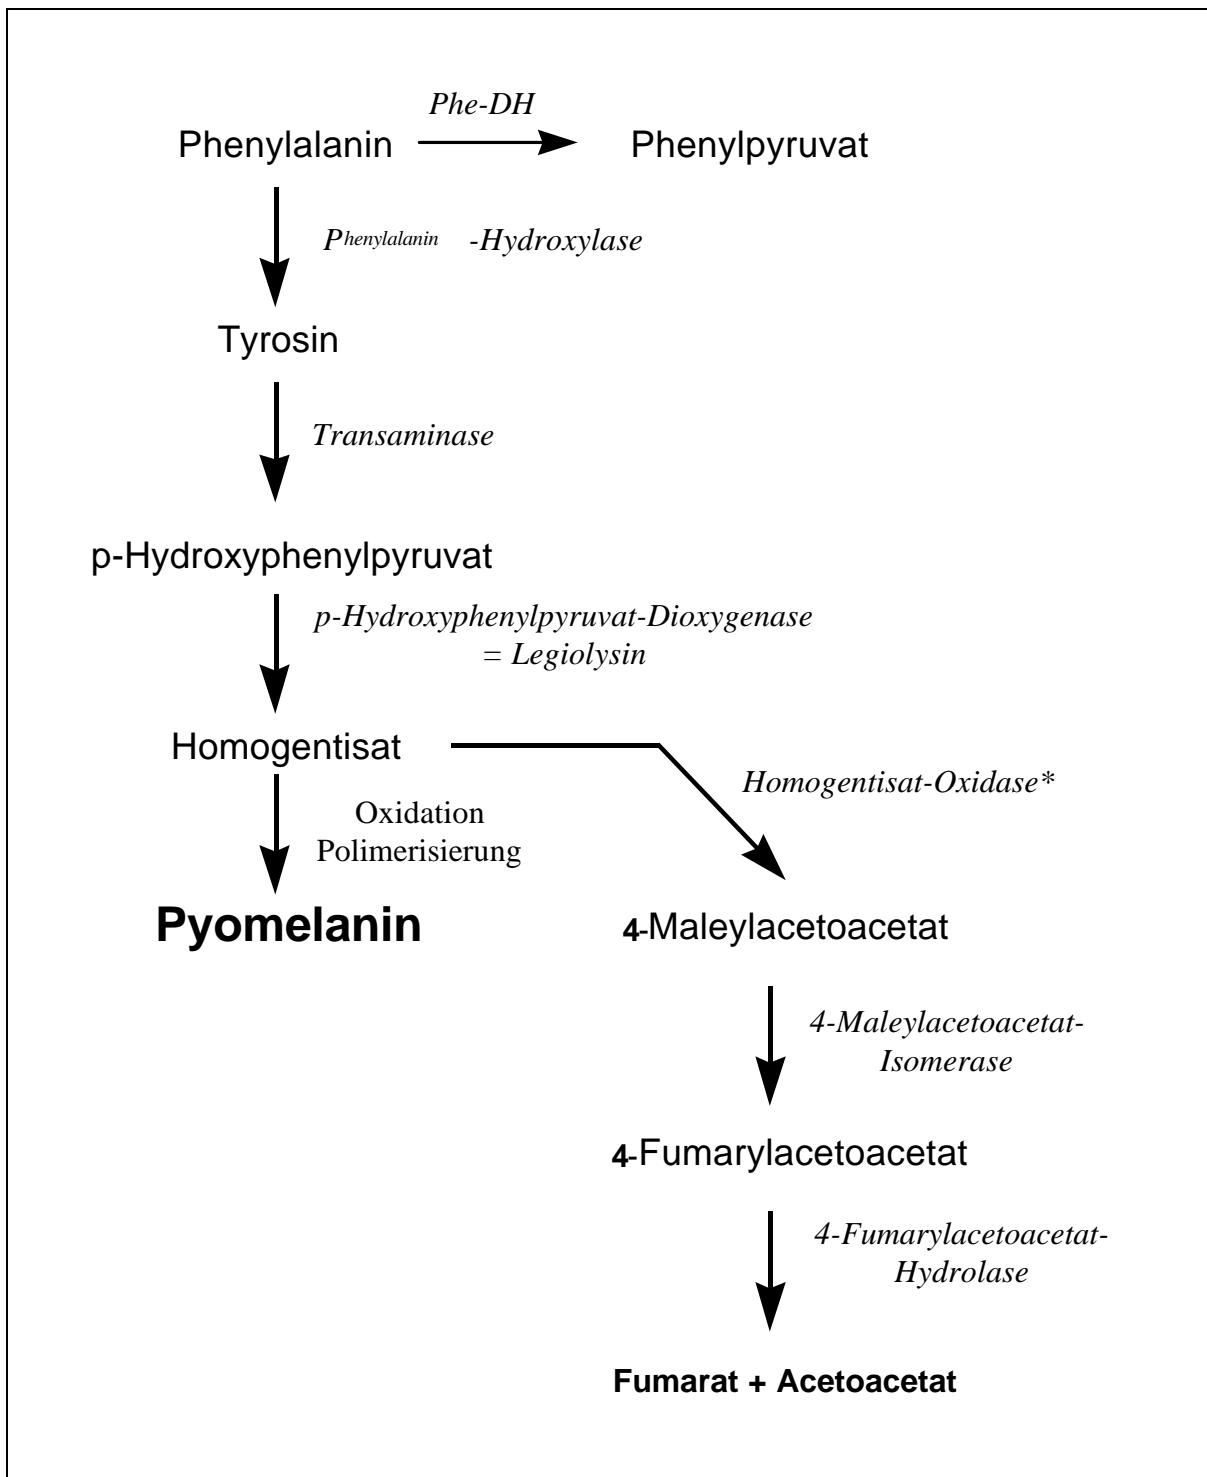 Phe-DH
Phenylalanin
Phenylpyruvat
Phenylalanin -Hydroxylase
Tyrosin
Transaminase
p-Hydroxyphenylpyruvat
p-Hydroxyphenylpyruvat-Dioxygenase
= Legiolysin
Homogentisat
Homogentisat-Oxidase*
Oxidation
Polimerisierung
Pyomelanin
4-Maleylacetoacetat
4-Maleylacetoacetat-
Isomerase
4-Fumarylacetoacetat
4-Fumarylacetoacetat-
Hydrolase
Fumarat + Acetoacetat